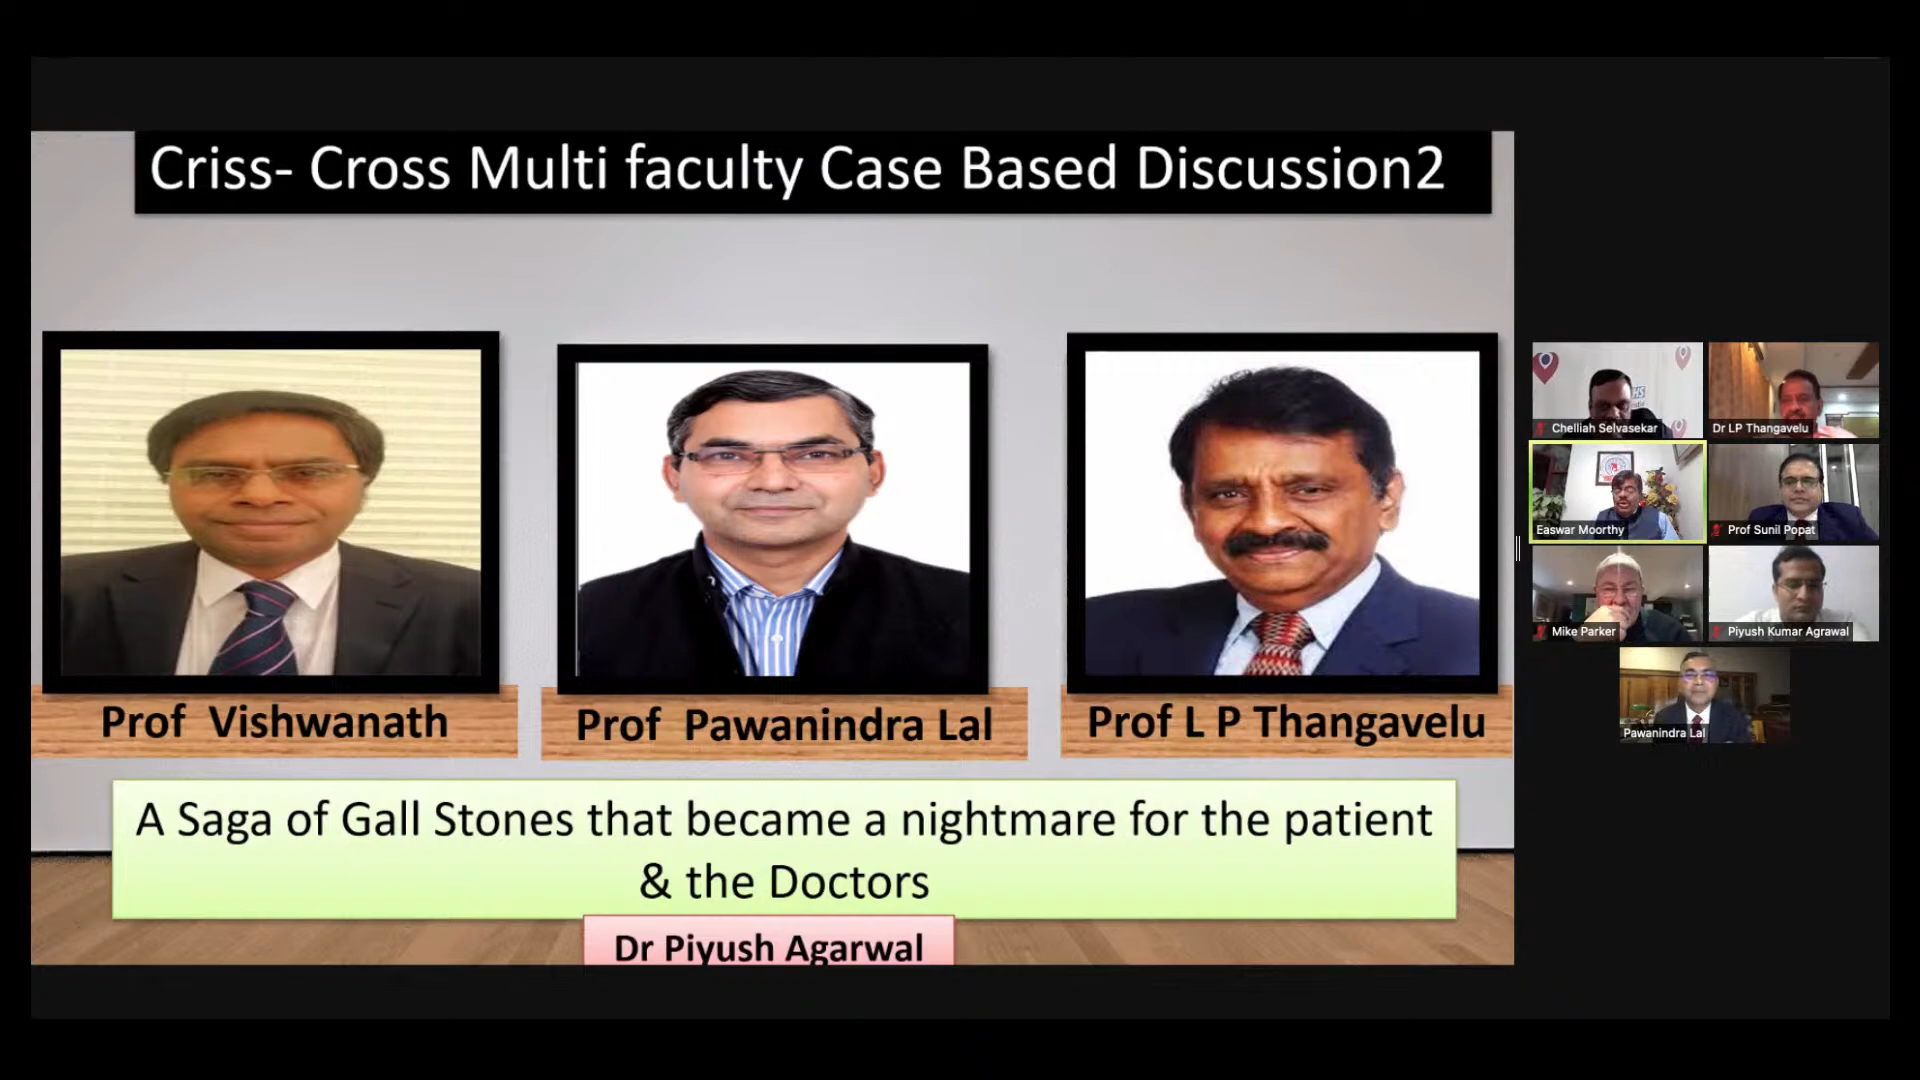 Criss- Cross Multi faculty Case Based Discussion2
Prof Vishwanath
Prof Pawanindra Lal
Prof L P Thangavelu
A Saga of Gall Stones that became a nightmare for the patient
& the Doctors
Dr Piyush Agarwal
Chelliah Selvasekar
Dr LP Thangavelu
Easwar Moorthy
Prof Sunil Popat
Mike Parker
Piyush Kumar Agrawal
Pawanindra Lal